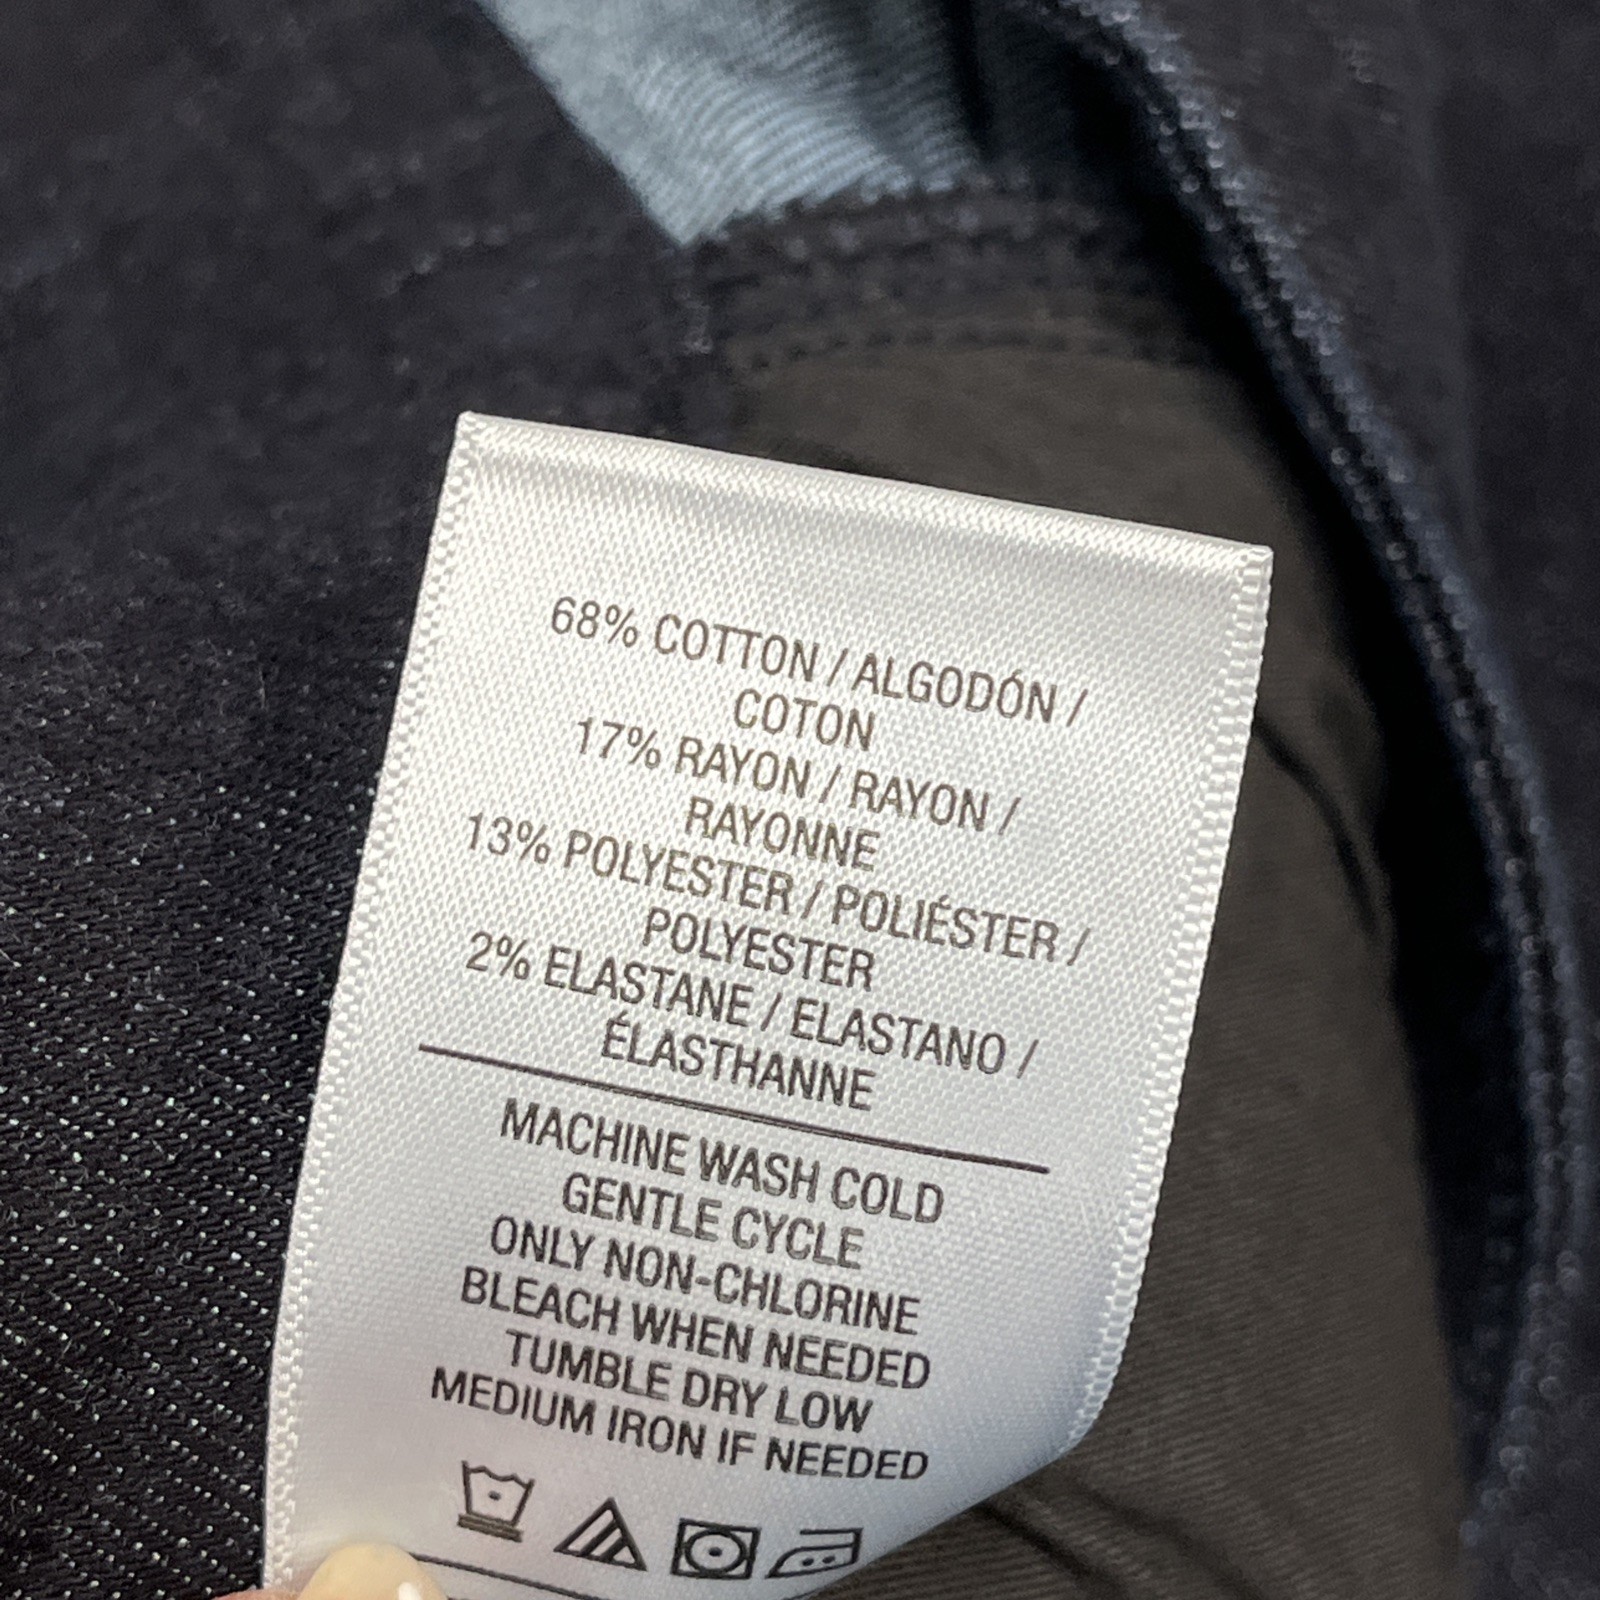 68% COTTON / ALGODÓN /
COTON
17% RAYON / RAYON /
RAYONNE
13% POLYESTER / POLIÉSTER /
POLYESTER
2% ELASTANE / ELASTANO /
ÉLASTHANNE
MACHINE WASH COLD
GENTLE CYCLE
ONLY NON-CHLORINE
BLEACH WHEN NEEDED
TUMBLE DRY LOW
MEDIUM IRON IF NEEDED